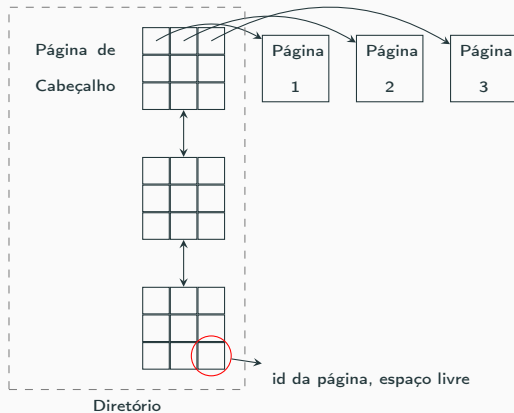 Página de
Cabeçalho
Página
1
Página
2
Página
3
id da página, espaço livre
Diretório